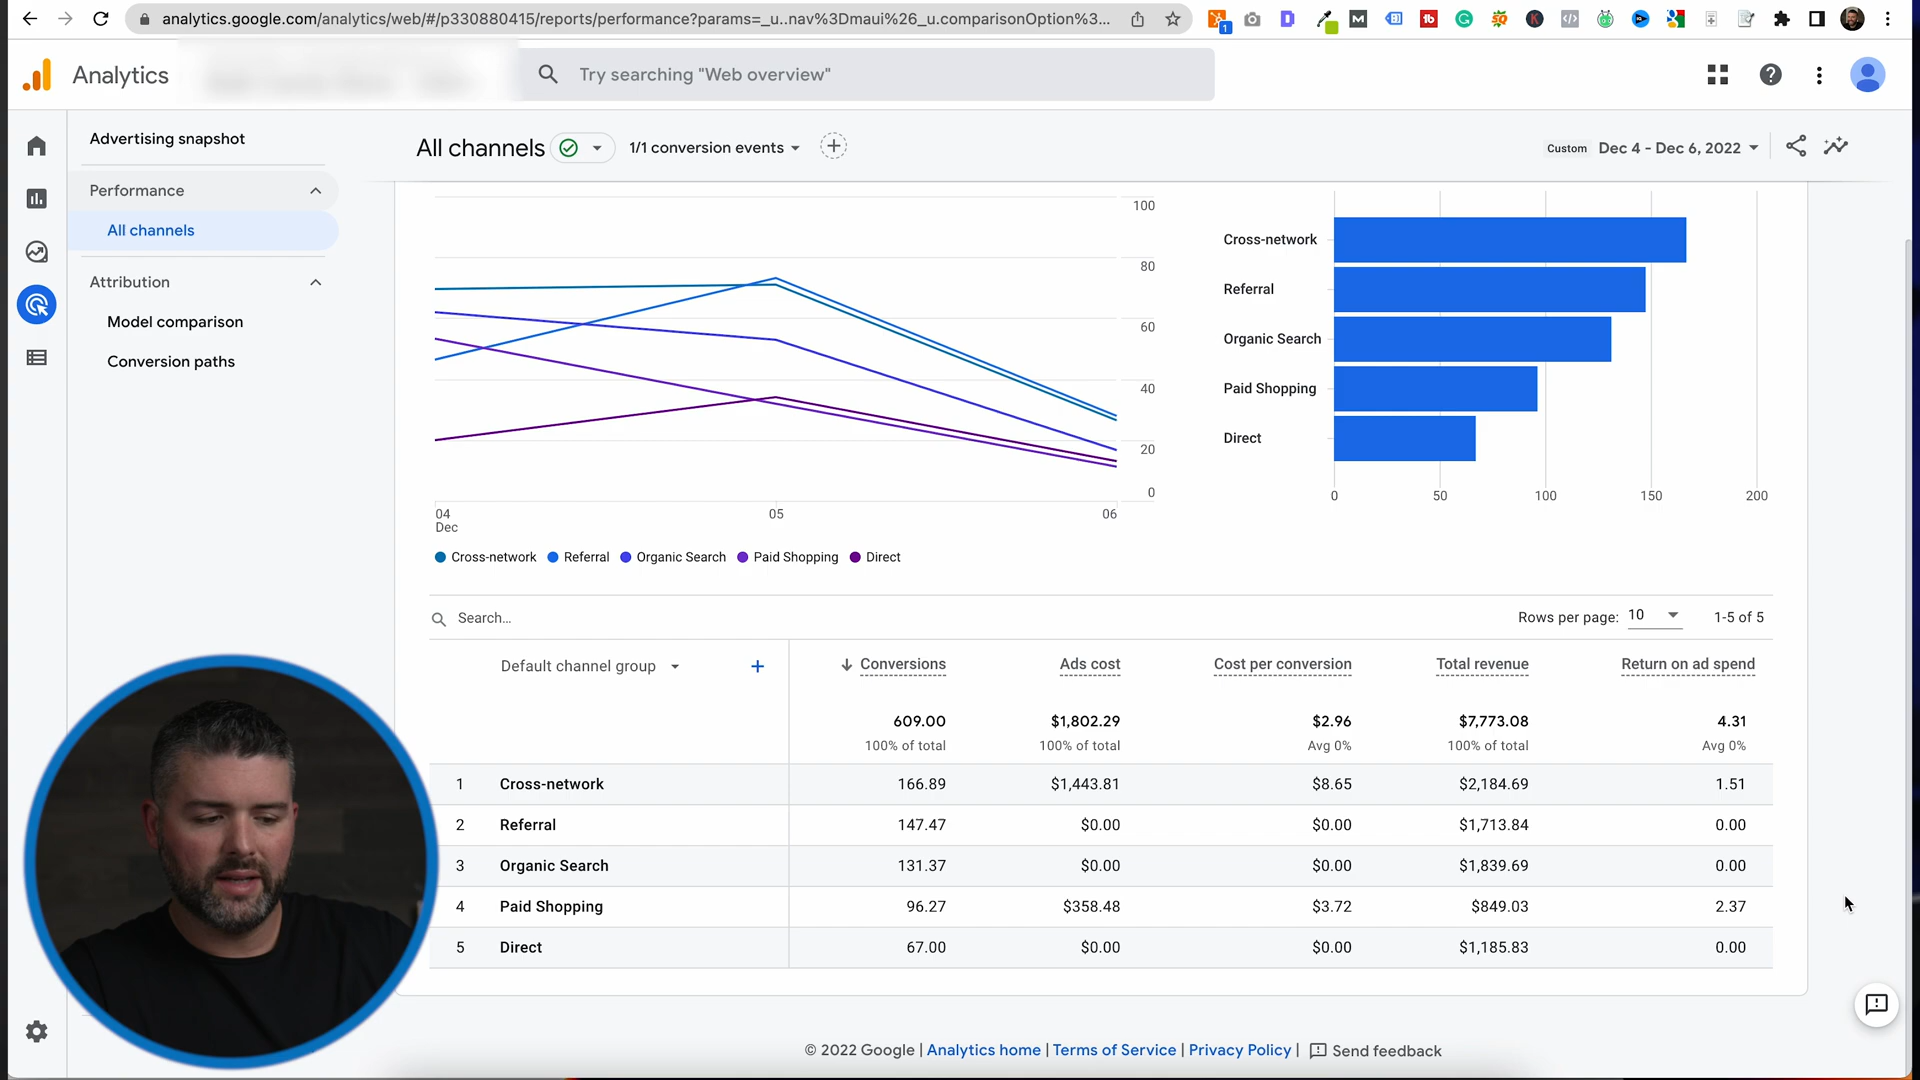 analytics.google.com/analytics/web/#/p330880415/reports/performance?params=_u..nav%3Dmaui%26_u.comparisonOption%3...
1
Analytics
Try searching "Web overview"
Advertising snapshot
Performance
All channels
Attribution
Model comparison
Conversion paths
All channels
1/1 conversion events
Custom Dec 4 - Dec 6, 2022
100
80
60
40
20
0
04
Dec
05
06
Cross-network Referral Organic Search Paid Shopping Direct
Cross-network
Referral
Organic Search
Paid Shopping
Direct
0 50 100 150 200
Search...
Rows per page: 10 1-5 of 5
Default channel group + Conversions Ads cost Cost per conversion Total revenue Return on ad spend
609.00 $1,802.29 $2.96 $7,773.08 4.31
100% of total 100% of total Avg 0% 100% of total Avg 0%
1 Cross-network 166.89 $1,443.81 $8.65 $2,184.69 1.51
2 Referral 147.47 $0.00 $0.00 $1,713.84 0.00
3 Organic Search 131.37 $0.00 $0.00 $1,839.69 0.00
4 Paid Shopping 96.27 $358.48 $3.72 $849.03 2.37
5 Direct 67.00 $0.00 $0.00 $1,185.83 0.00
© 2022 Google | Analytics home | Terms of Service | Privacy Policy | Send feedback